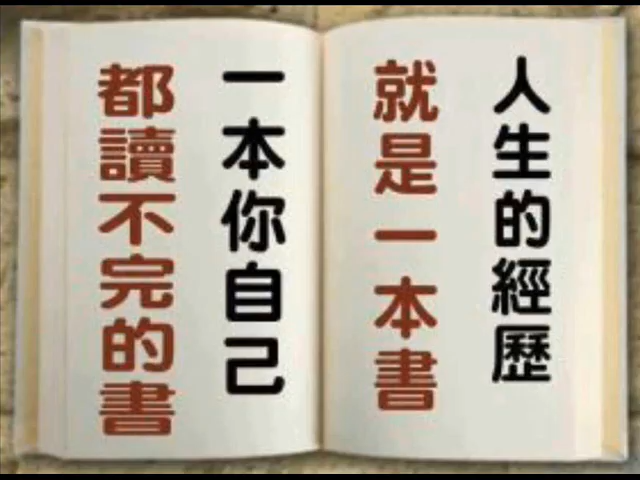 人生的經歷
就是一本書
一本你自己
都讀不完的書